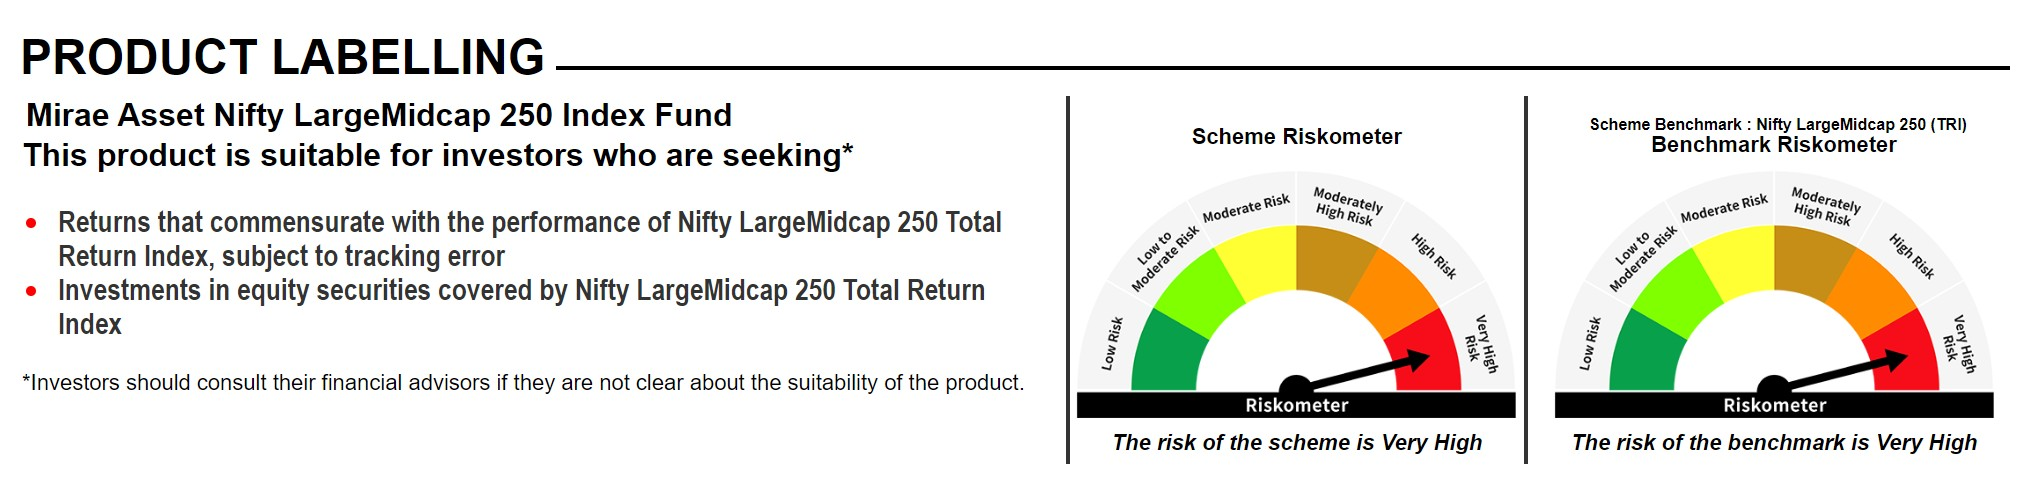 PRODUCT LABELLING
Mirae Asset Nifty LargeMidcap 250 Index Fund
This product is suitable for investors who are seeking*
• Returns that commensurate with the performance of Nifty LargeMidcap 250 Total
Return Index, subject to tracking error
• Investments in equity securities covered by Nifty LargeMidcap 250 Total Return
Index
*Investors should consult their financial advisors if they are not clear about the suitability of the product.
Scheme Riskometer
Low Risk
Low to
Moderate Risk
Moderate Risk
Moderately
High Risk
High Risk
Very High
Risk
Riskometer
The risk of the scheme is Very High
Scheme Benchmark : Nifty LargeMidcap 250 (TRI)
Benchmark Riskometer
Low Risk
Low to
Moderate Risk
Moderate Risk
Moderately
High Risk
High Risk
Very High
Risk
Riskometer
The risk of the benchmark is Very High